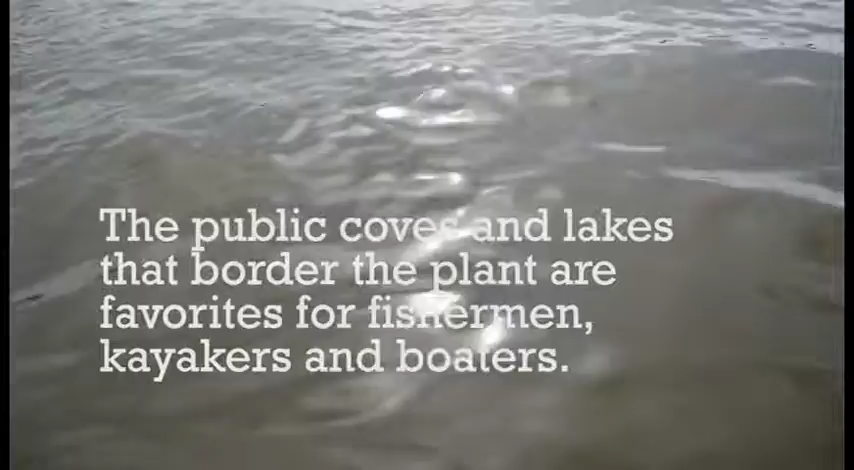 The public coves and lakes
that border the plant are
favorites for fishermen,
kayakers and boaters.